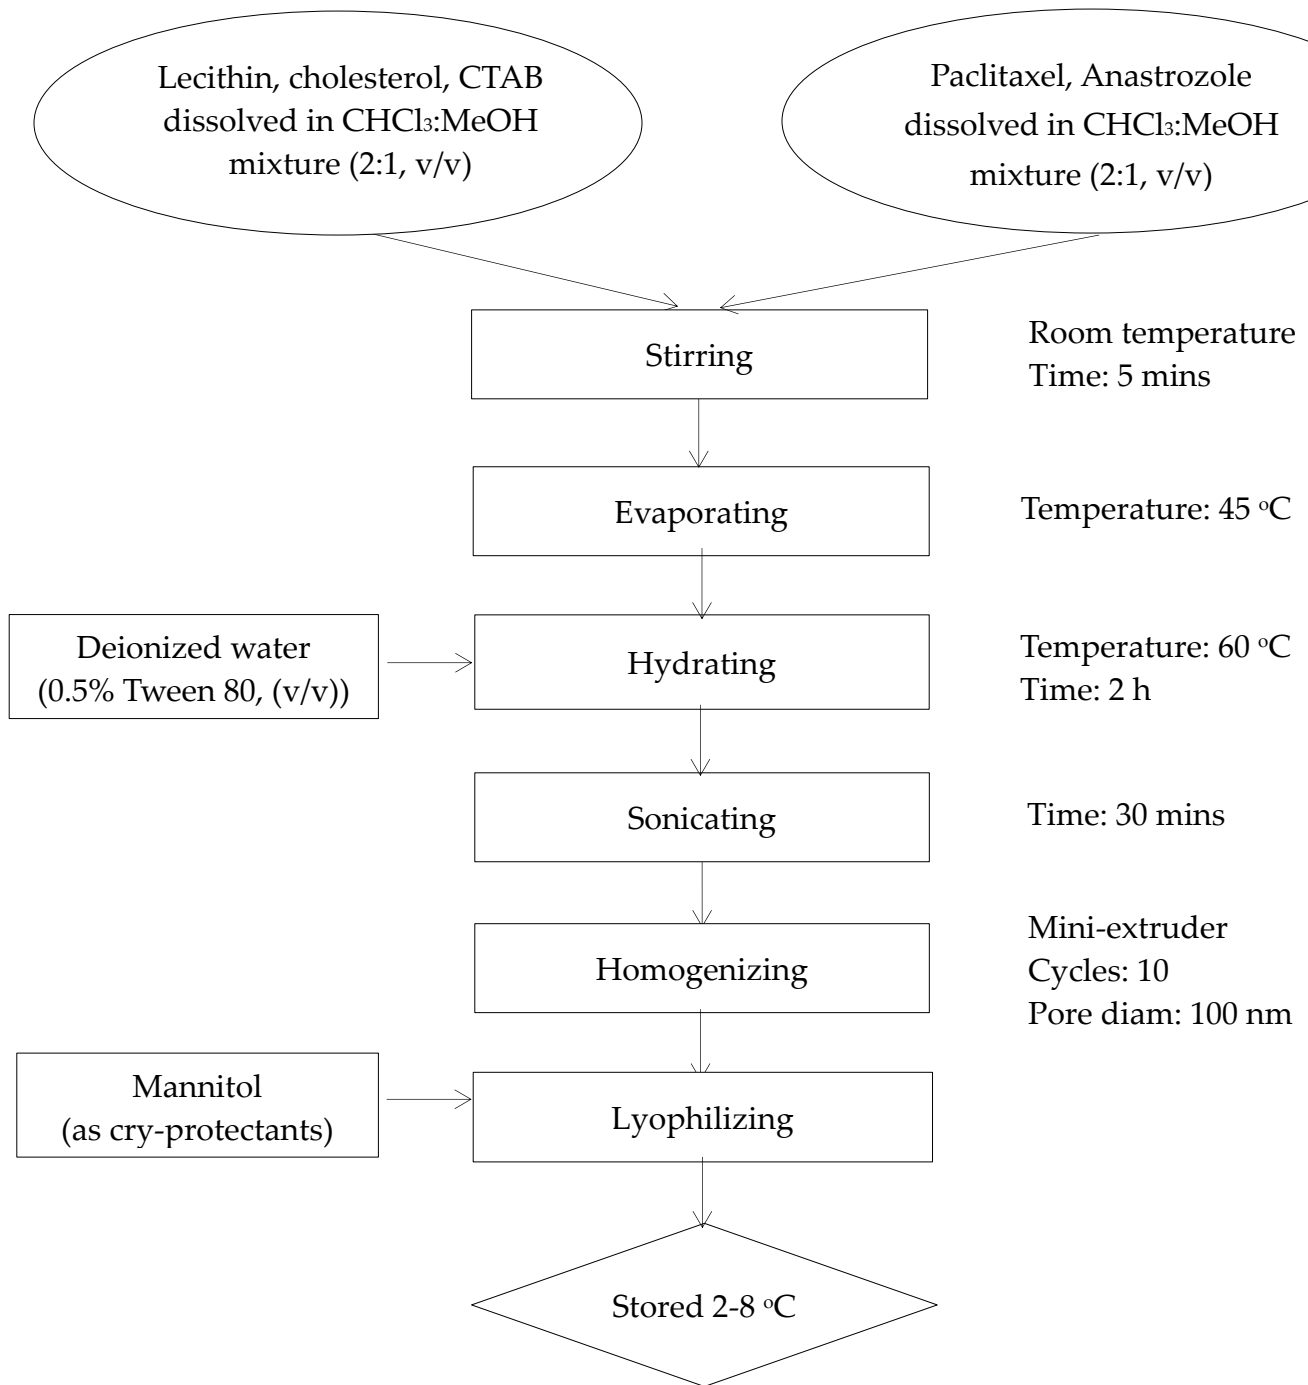 Lecithin, cholesterol, CTAB
dissolved in CHCl₃:MeOH
mixture (2:1, v/v)
Paclitaxel, Anastrozole
dissolved in CHCl₃:MeOH
mixture (2:1, v/v)
Stirring
Room temperature
Time: 5 mins
Evaporating
Temperature: 45 ᵒC
Deionized water
(0.5% Tween 80, (v/v))
Hydrating
Temperature: 60 ᵒC
Time: 2 h
Sonicating
Time: 30 mins
Homogenizing
Mini-extruder
Cycles: 10
Pore diam: 100 nm
Mannitol
(as cry-protectants)
Lyophilizing
Stored 2-8 ᵒC